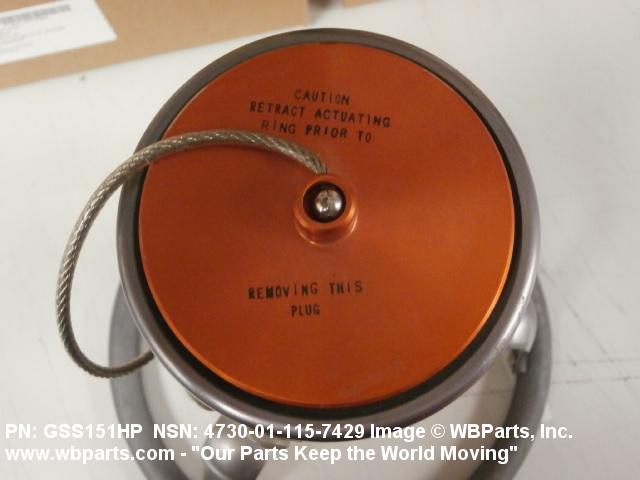 CAUTION
RETRACT ACTUATING
RING PRIOR TO
REMOVING THIS
PLUG
PN: GSS151HP NSN: 4730-01-115-7429 Image © WBParts, Inc.
www.wbparts.com - "Our Parts Keep the World Moving"